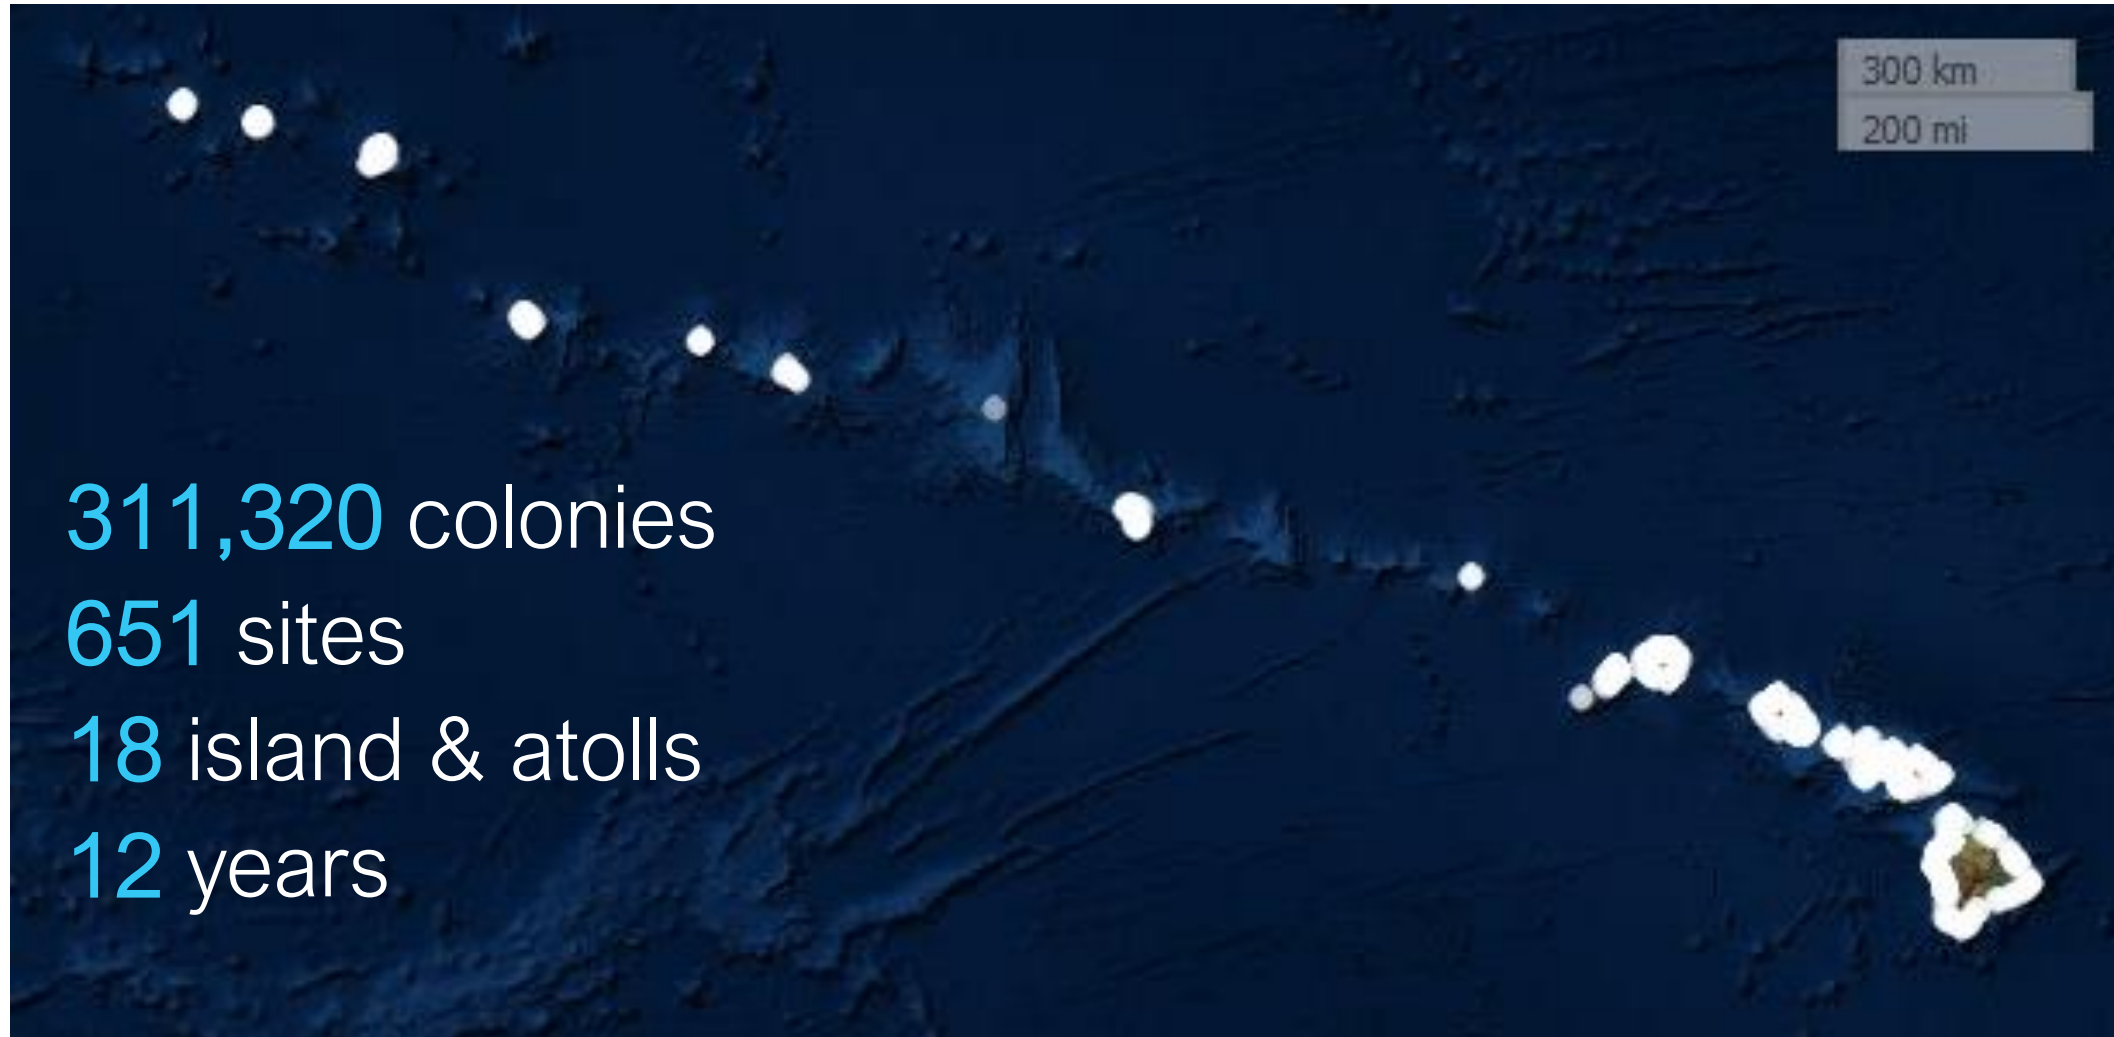 300 km
200 mi
311,320 colonies
651 sites
18 island & atolls
12 years